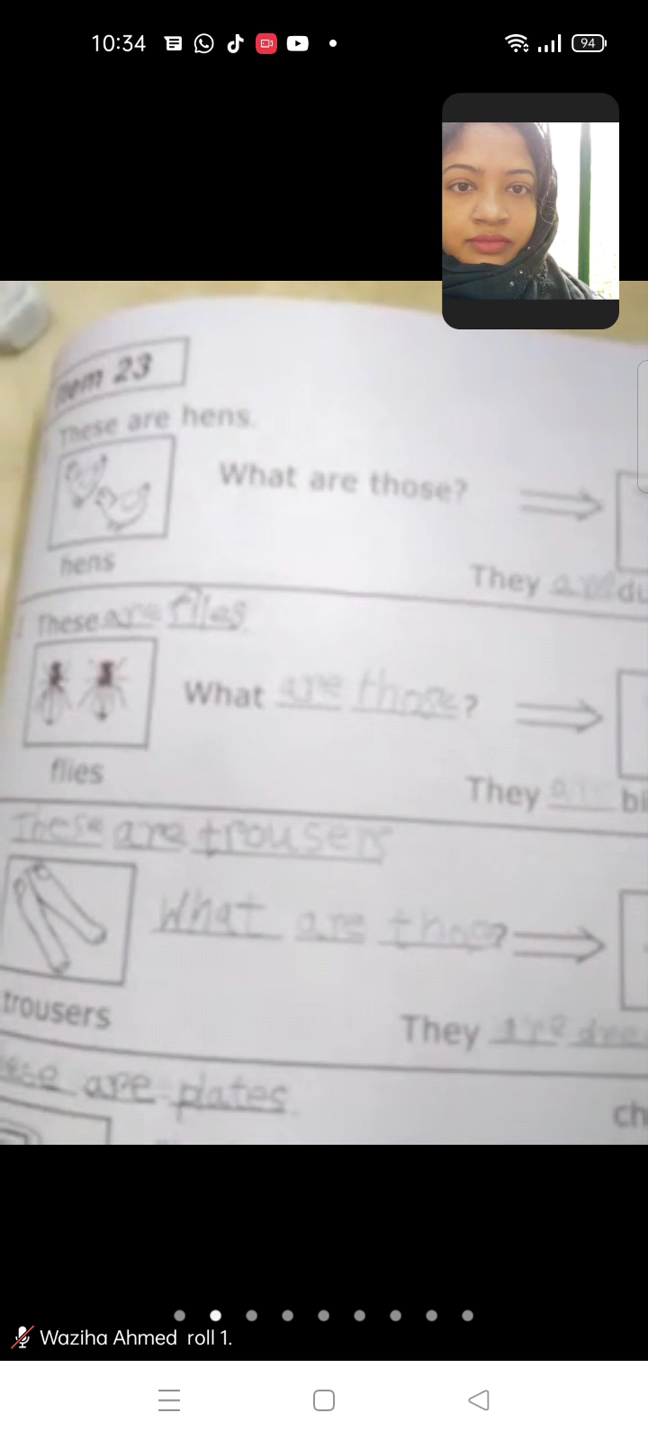 10:34
94
Item 23
These are hens.
What are those?
hens
They are du
These are flies
What are those?
flies
They are bi
These are trousers
What are thos?
trousers
They are dre
ese are plates.
ch
Waziha Ahmed roll 1.